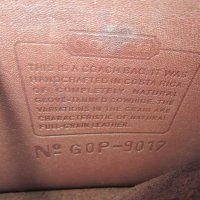 THIS IS A COACH BAG. IT WAS
HANDCRAFTED IN COSTA RICA
OF COMPLETELY NATURAL
GLOVE-TANNED COWHIDE. THE
VARIATIONS IN THE GRAIN ARE
CHARACTERISTIC OF NATURAL
FULL-GRAIN LEATHER.
Nº GOP-9017